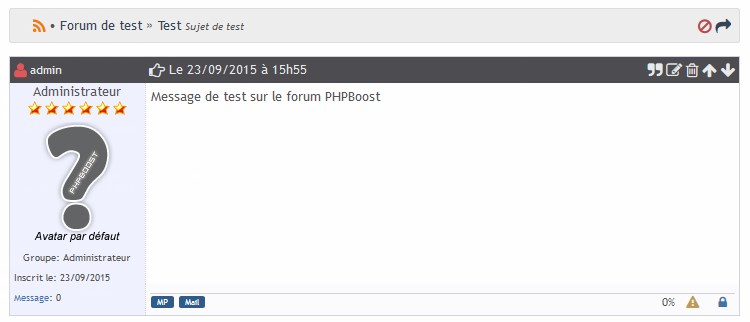 • Forum de test » Test Sujet de test
admin
Le 23/09/2015 à 15h55
Administrateur
Message de test sur le forum PHPBoost
PHPBOOST
Avatar par défaut
Groupe: Administrateur
Inscrit le: 23/09/2015
Message: 0
MP Mail
0%